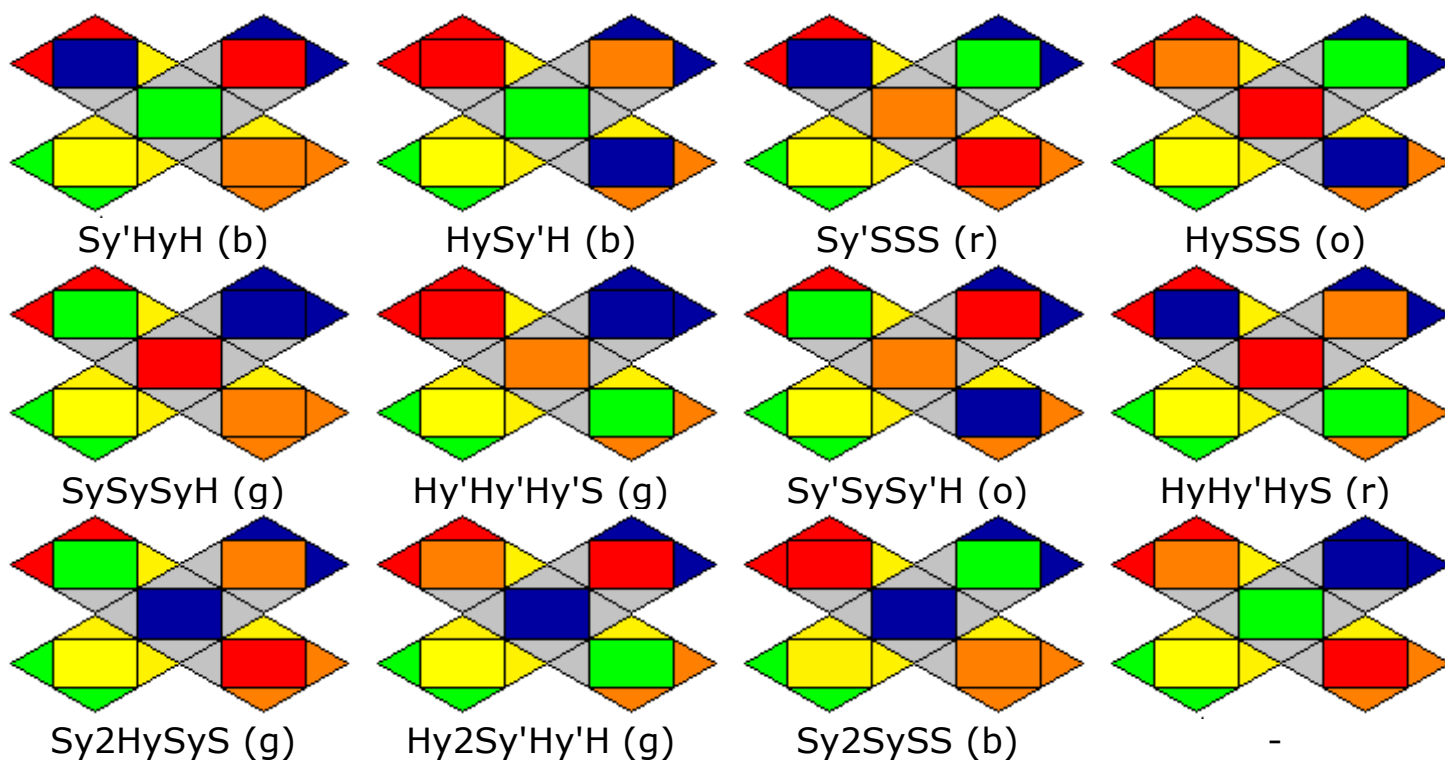 Sy'HyH (b) HySy'H (b) Sy'SSS (r) HySSS (o)
SySySyH (g) Hy'Hy'Hy'S (g) Sy'SySy'H (o) HyHy'HyS (r)
Sy2HySyS (g) Hy2Sy'Hy'H (g) Sy2SySS (b) -